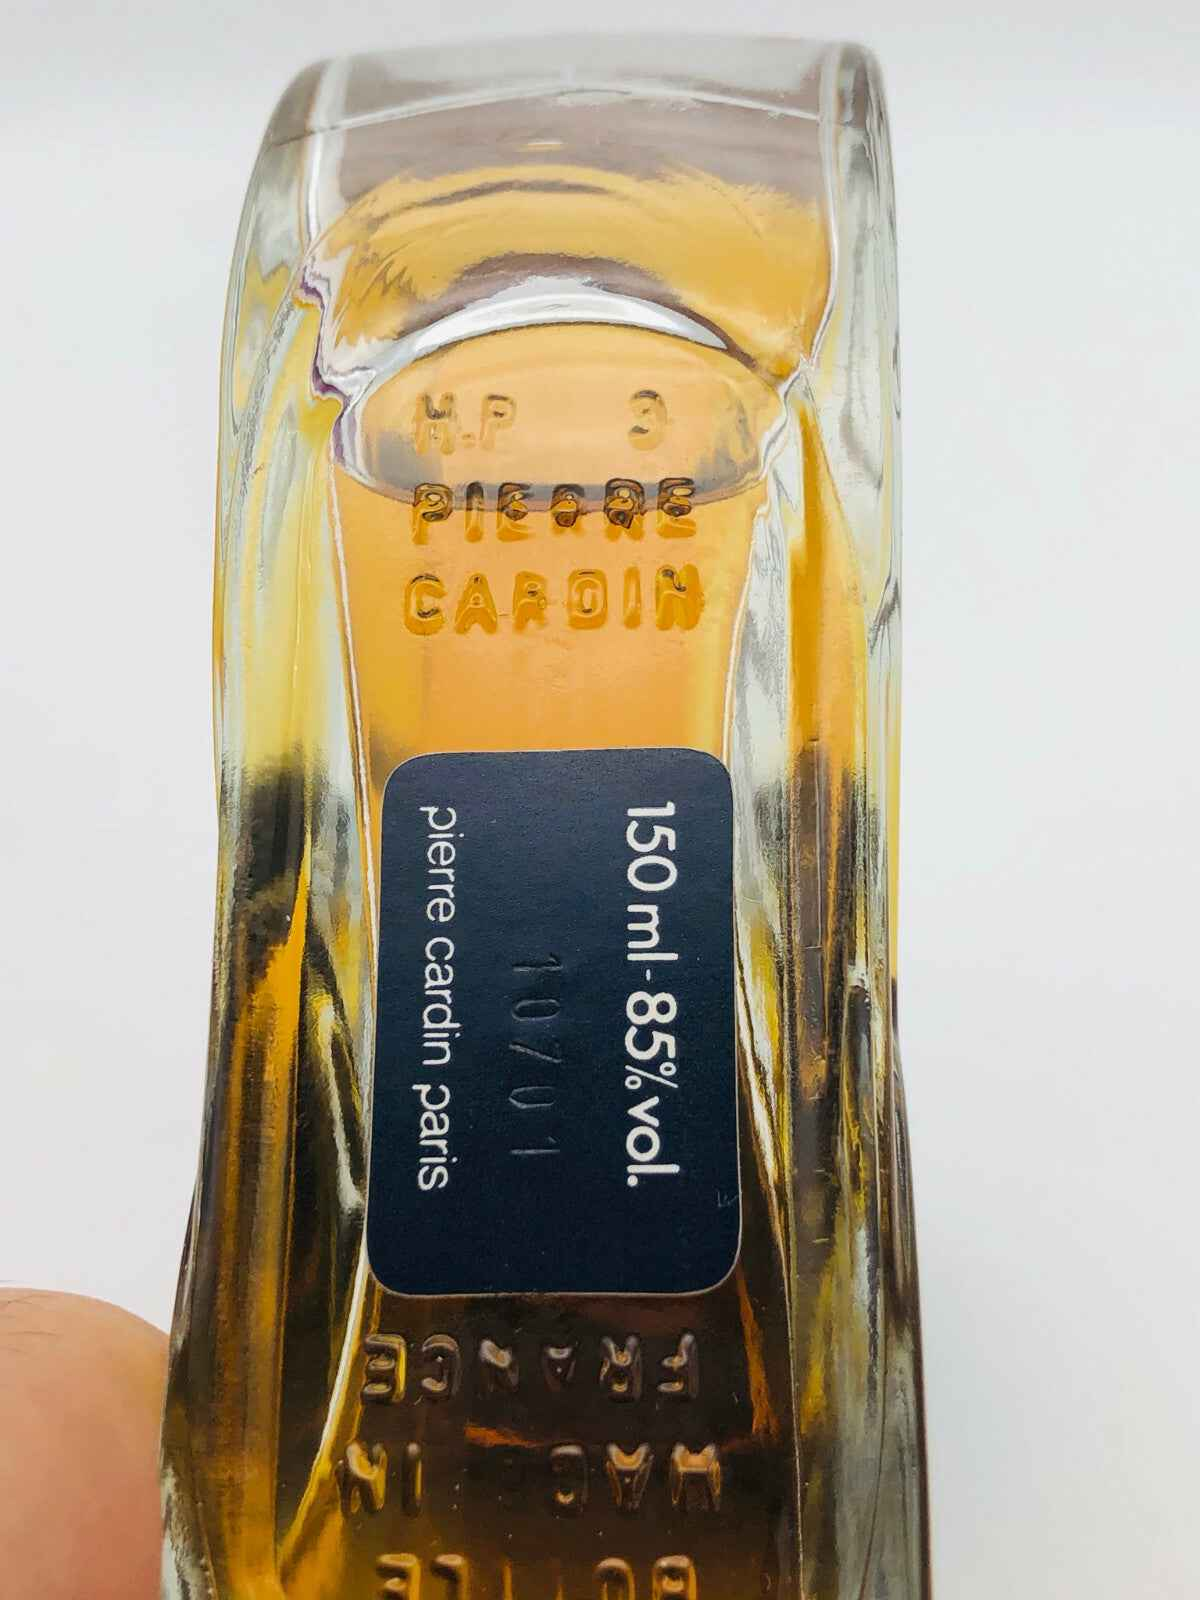 H.P 3
PIERRE
CARDIN
150 ml · 85% vol.
10701
pierre cardin paris
BOTTLE
MADE IN
FRANCE